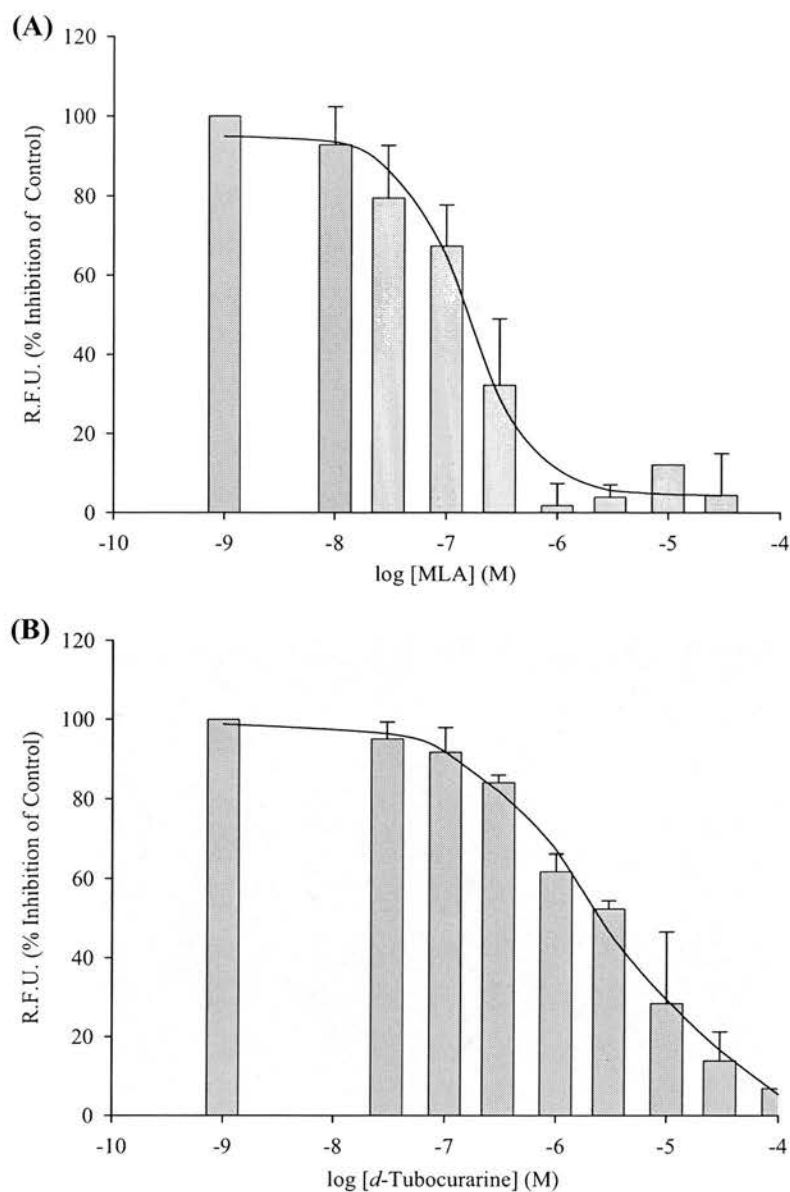 (A)
120
100
80
60
40
20
0
R.F.U. (% Inhibition of Control)
-10 -9 -8 -7 -6 -5 -4
log [MLA] (M)
(B)
120
100
80
60
40
20
0
R.F.U. (% Inhibition of Control)
-10 -9 -8 -7 -6 -5 -4
log [d-Tubocurarine] (M)